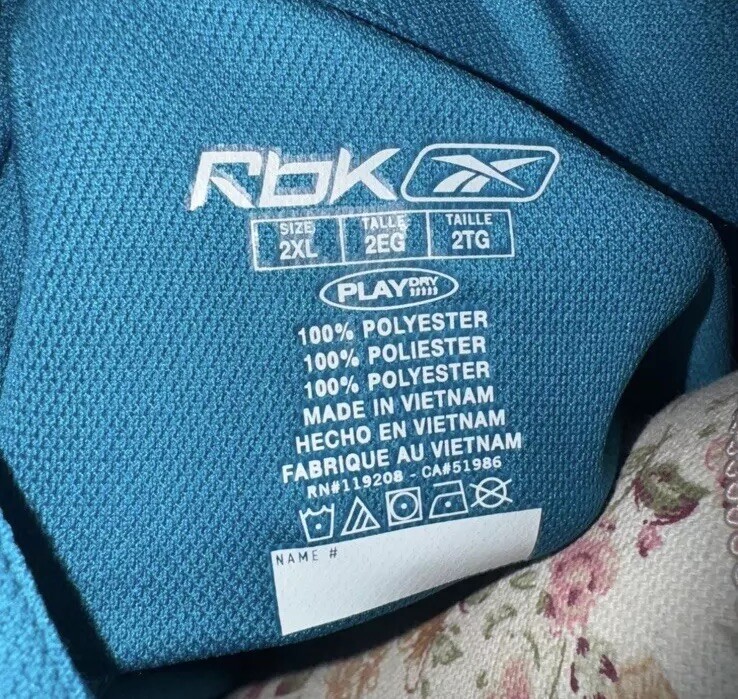 Rbk
SIZE TALLE TAILLE
2XL 2EG 2TG
PLAYDRY
100% POLYESTER
100% POLIESTER
100% POLYESTER
MADE IN VIETNAM
HECHO EN VIETNAM
FABRIQUE AU VIETNAM
RN#119208 - CA#51986
NAME #